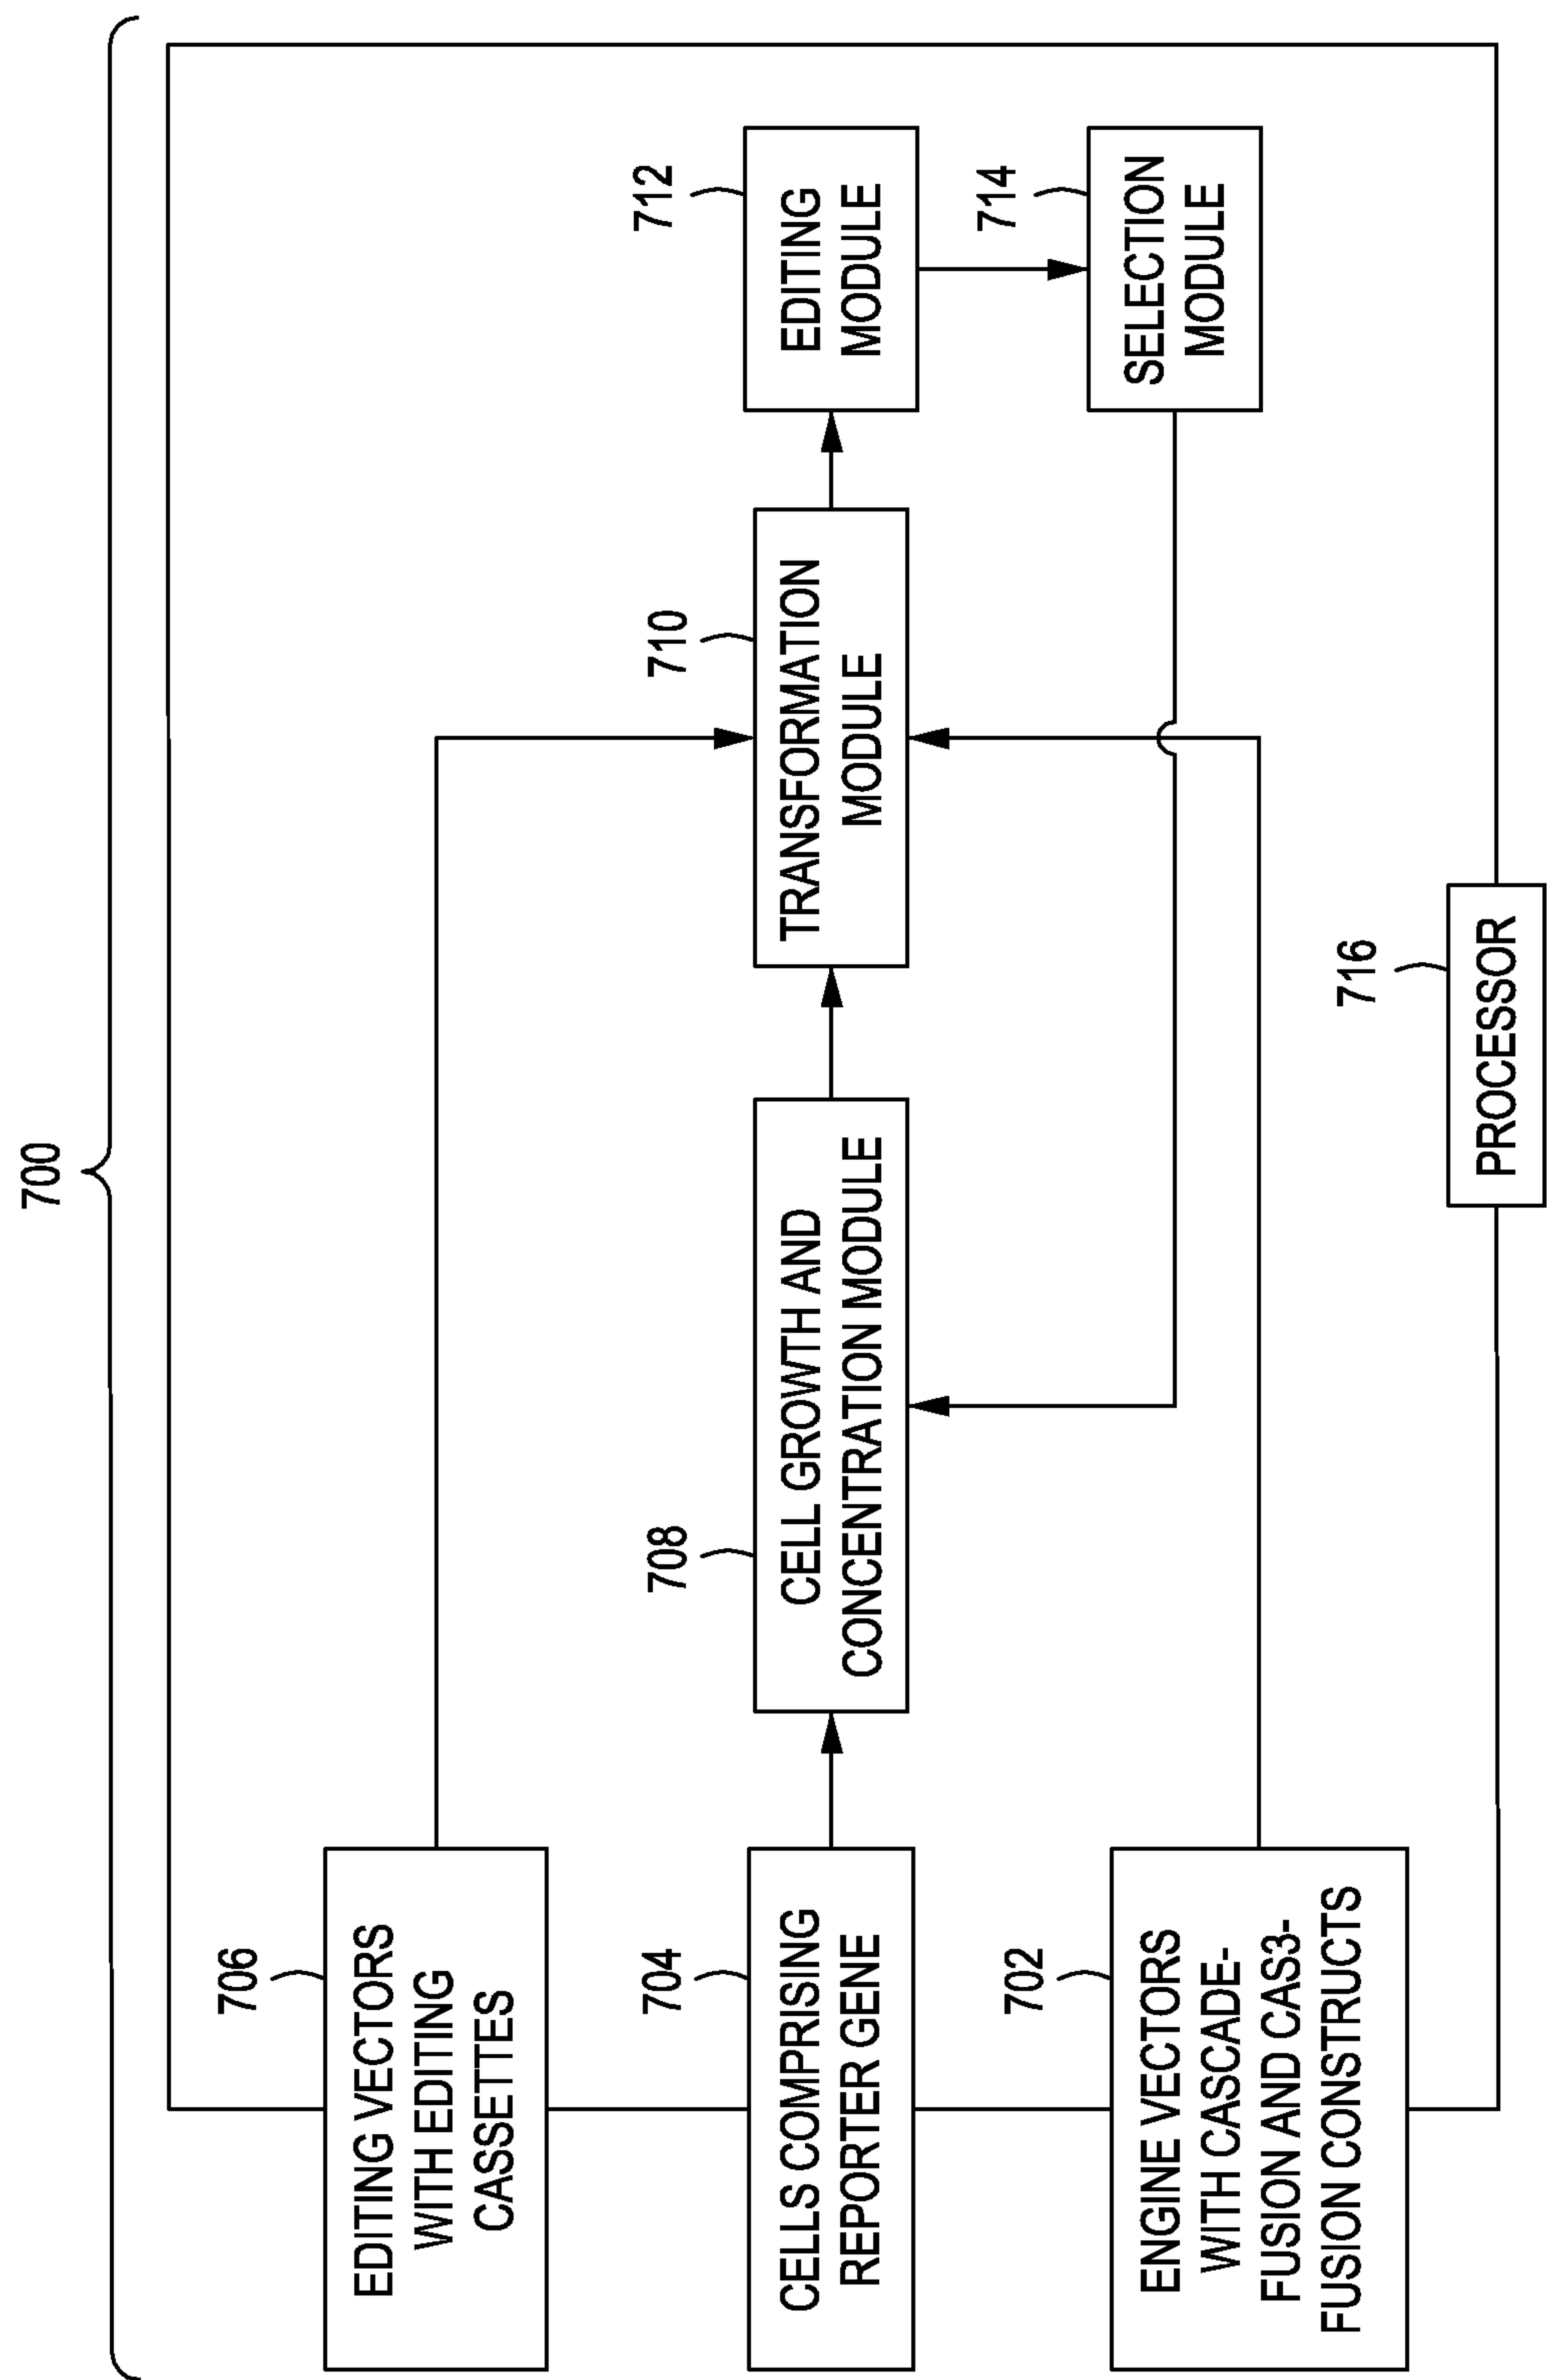 700
706
EDITING VECTORS
WITH EDITING
CASSETTES
704
CELLS COMPRISING
REPORTER GENE
702
ENGINE VECTORS
WITH CASCADE-
FUSION AND CAS3-
FUSION CONSTRUCTS
708
CELL GROWTH AND
CONCENTRATION MODULE
710
TRANSFORMATION
MODULE
712
EDITING
MODULE
714
SELECTION
MODULE
716
PROCESSOR